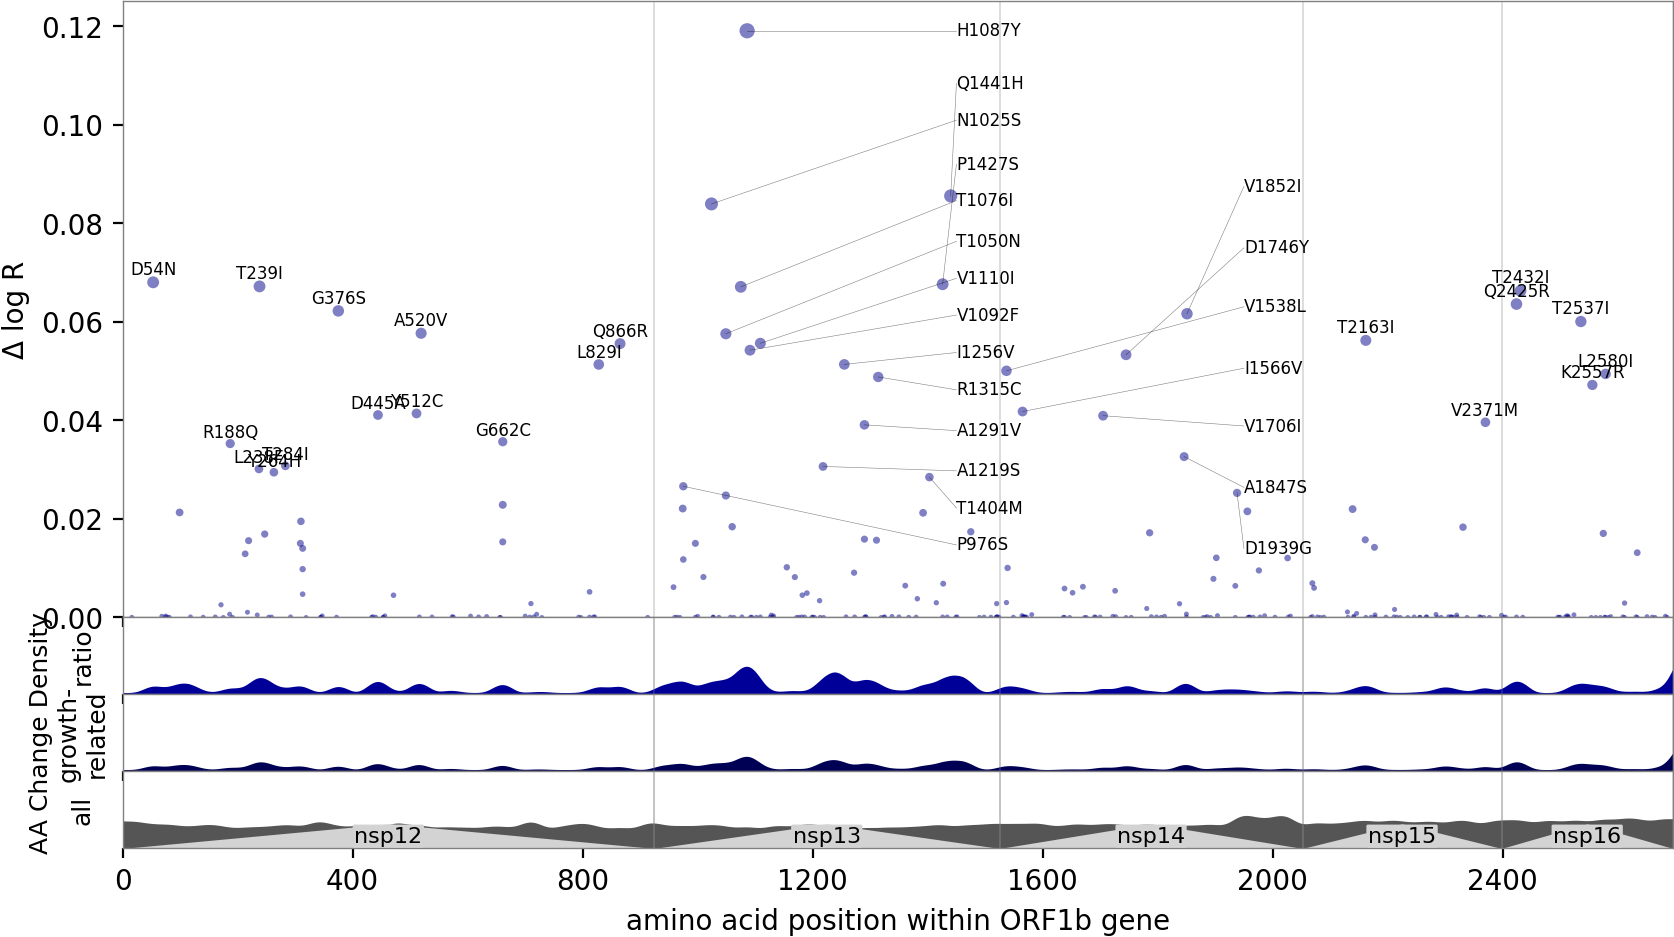 0.12
0.10
0.08
0.06
0.04
0.02
0.00
Δ log R
H1087Y
Q1441H
N1025S
P1427S
T1076I
T1050N
V1110I
V1092F
I1256V
R1315C
A1291V
A1219S
T1404M
P976S
V1852I
D1746Y
V1538L
I1566V
V1706I
A1847S
D1939G
D54N
T239I
G376S
A520V
Q866R
L829I
D445A
Y512C
G662C
R188Q
T284I
Y264H
T2432I
Q2425R
T2537I
T2163I
L2580I
K2557R
V2371M
AA Change Density
ratio
growth-
related
all
nsp12
nsp13
nsp14
nsp15
nsp16
0
400
800
1200
1600
2000
2400
amino acid position within ORF1b gene